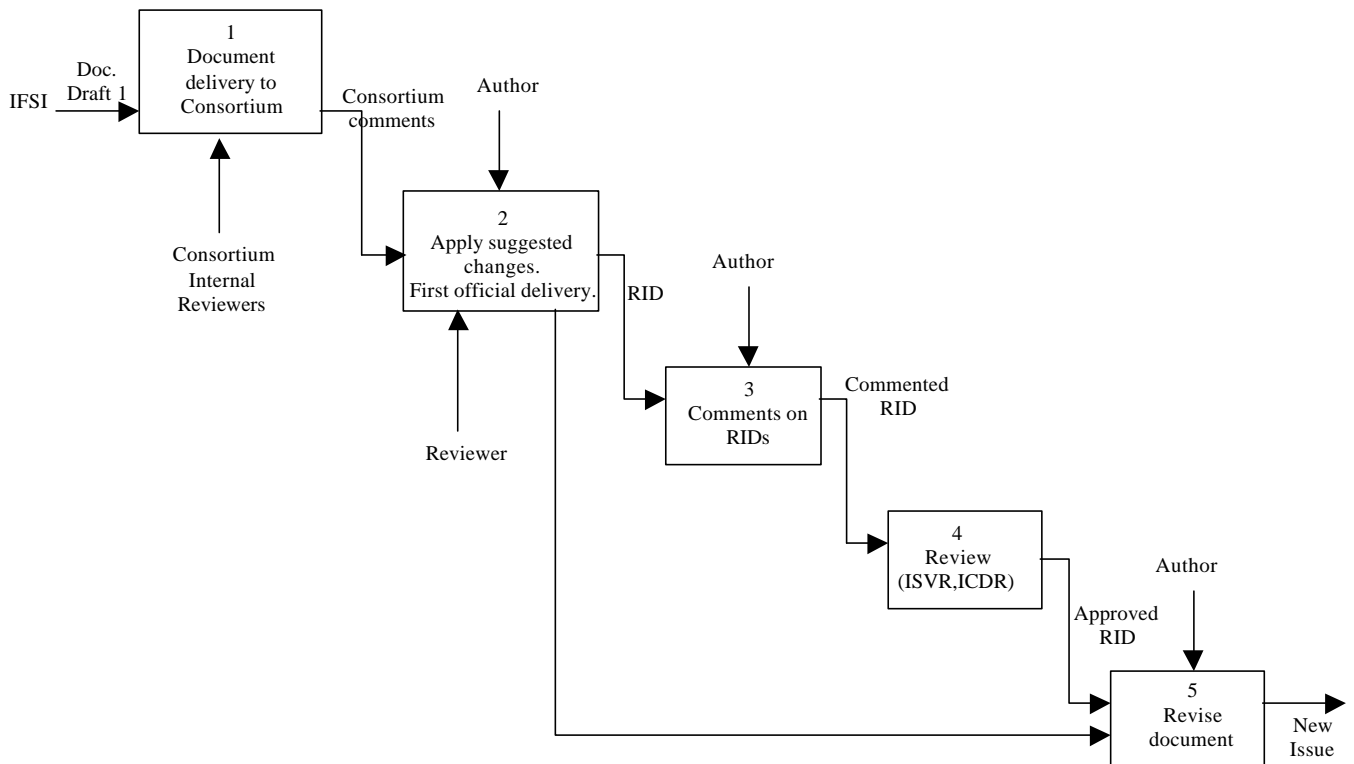 IFSI
Doc.
Draft 1
1
Document
delivery to
Consortium
Consortium
comments
Consortium
Internal
Reviewers
Author
2
Apply suggested
changes.
First official delivery.
RID
Reviewer
Author
3
Comments on
RIDs
Commented
RID
4
Review
(ISVR,ICDR)
Approved
RID
Author
5
Revise
document
New
Issue